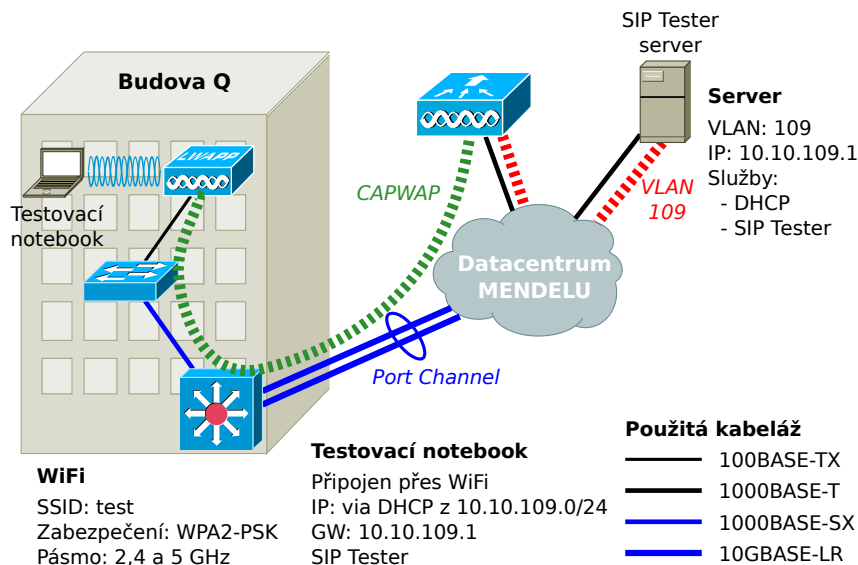 SIP Tester
server
Budova Q
Server
VLAN: 109
IP: 10.10.109.1
Služby:
- DHCP
- SIP Tester
LWAPP
CAPWAP
VLAN
109
Testovací
notebook
Datacentrum
MENDELU
Port Channel
WiFi
SSID: test
Zabezpečení: WPA2-PSK
Pásmo: 2,4 a 5 GHz
Testovací notebook
Připojen přes WiFi
IP: via DHCP z 10.10.109.0/24
GW: 10.10.109.1
SIP Tester
Použitá kabeláž
100BASE-TX
1000BASE-T
1000BASE-SX
10GBASE-LR